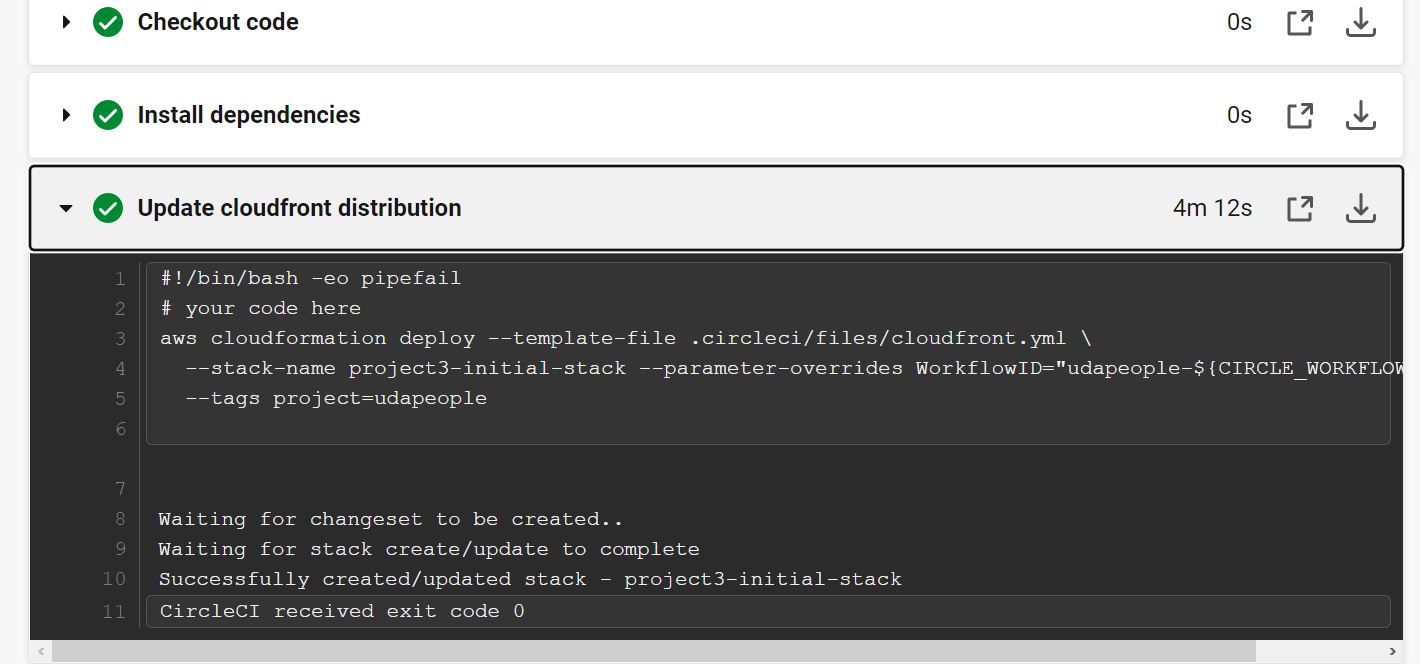 Checkout code 0s
Install dependencies 0s
Update cloudfront distribution 4m 12s
1 #!/bin/bash -eo pipefail
2 # your code here
3 aws cloudformation deploy --template-file .circleci/files/cloudfront.yml \
4 --stack-name project3-initial-stack --parameter-overrides WorkflowID="udapeople-${CIRCLE_WORKFLOW
5 --tags project=udapeople
6
7
8 Waiting for changeset to be created..
9 Waiting for stack create/update to complete
10 Successfully created/updated stack - project3-initial-stack
11 CircleCI received exit code 0